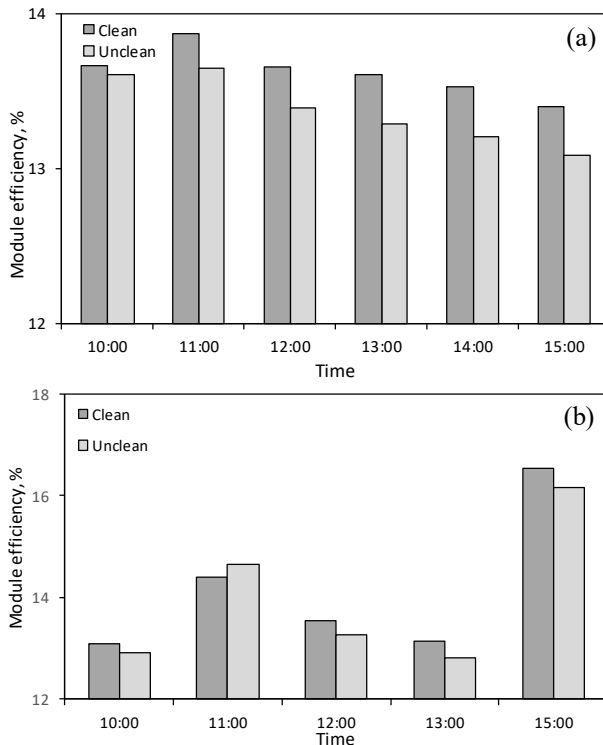 14
Clean
Unclean
(a)
13
12
Module efficiency, %
10:00 11:00 12:00 13:00 14:00 15:00
Time
18
Clean
Unclean
(b)
16
14
12
Module efficiency, %
10:00 11:00 12:00 13:00 15:00
Time